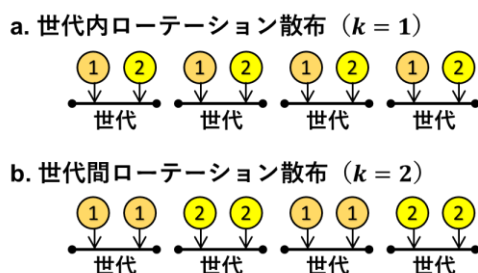 a. 世代内ローテーション散布（k = 1）
1 2 1 2 1 2 1 2
世代 世代 世代 世代
b. 世代間ローテーション散布（k = 2）
1 1 2 2 1 1 2 2
世代 世代 世代 世代